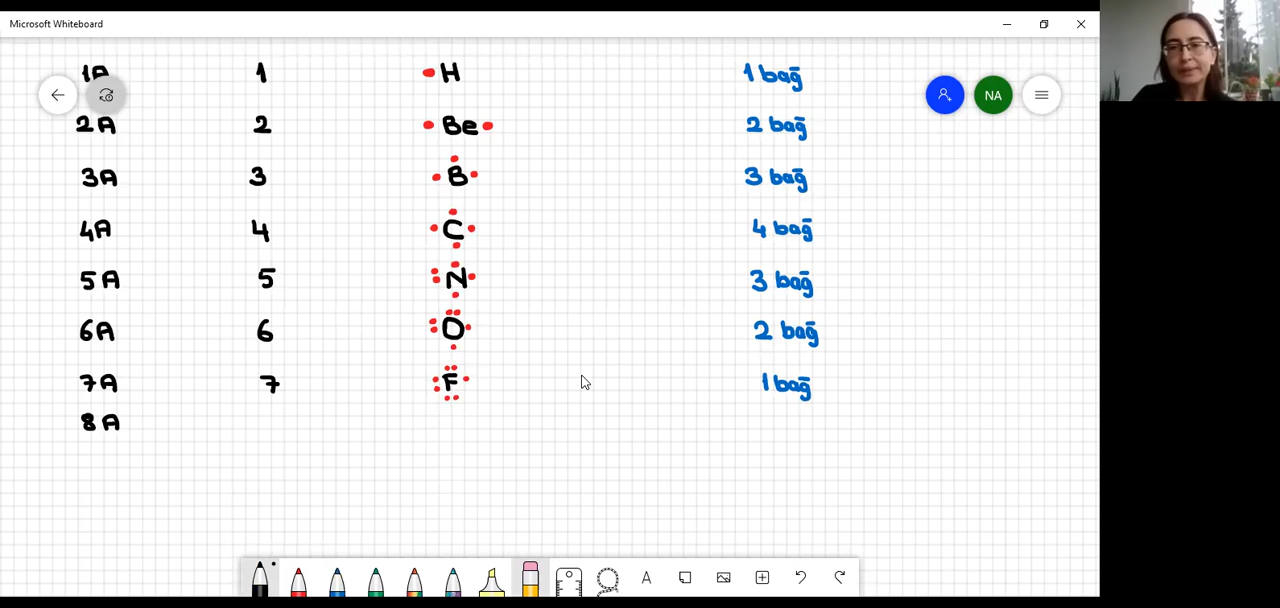 Microsoft Whiteboard
1A 1 H 1 bağ
NA
2A 2 Be 2 bağ
3A 3 B 3 bağ
4A 4 C 4 bağ
5A 5 N 3 bağ
6A 6 O 2 bağ
7A 7 F 1 bağ
8A
A